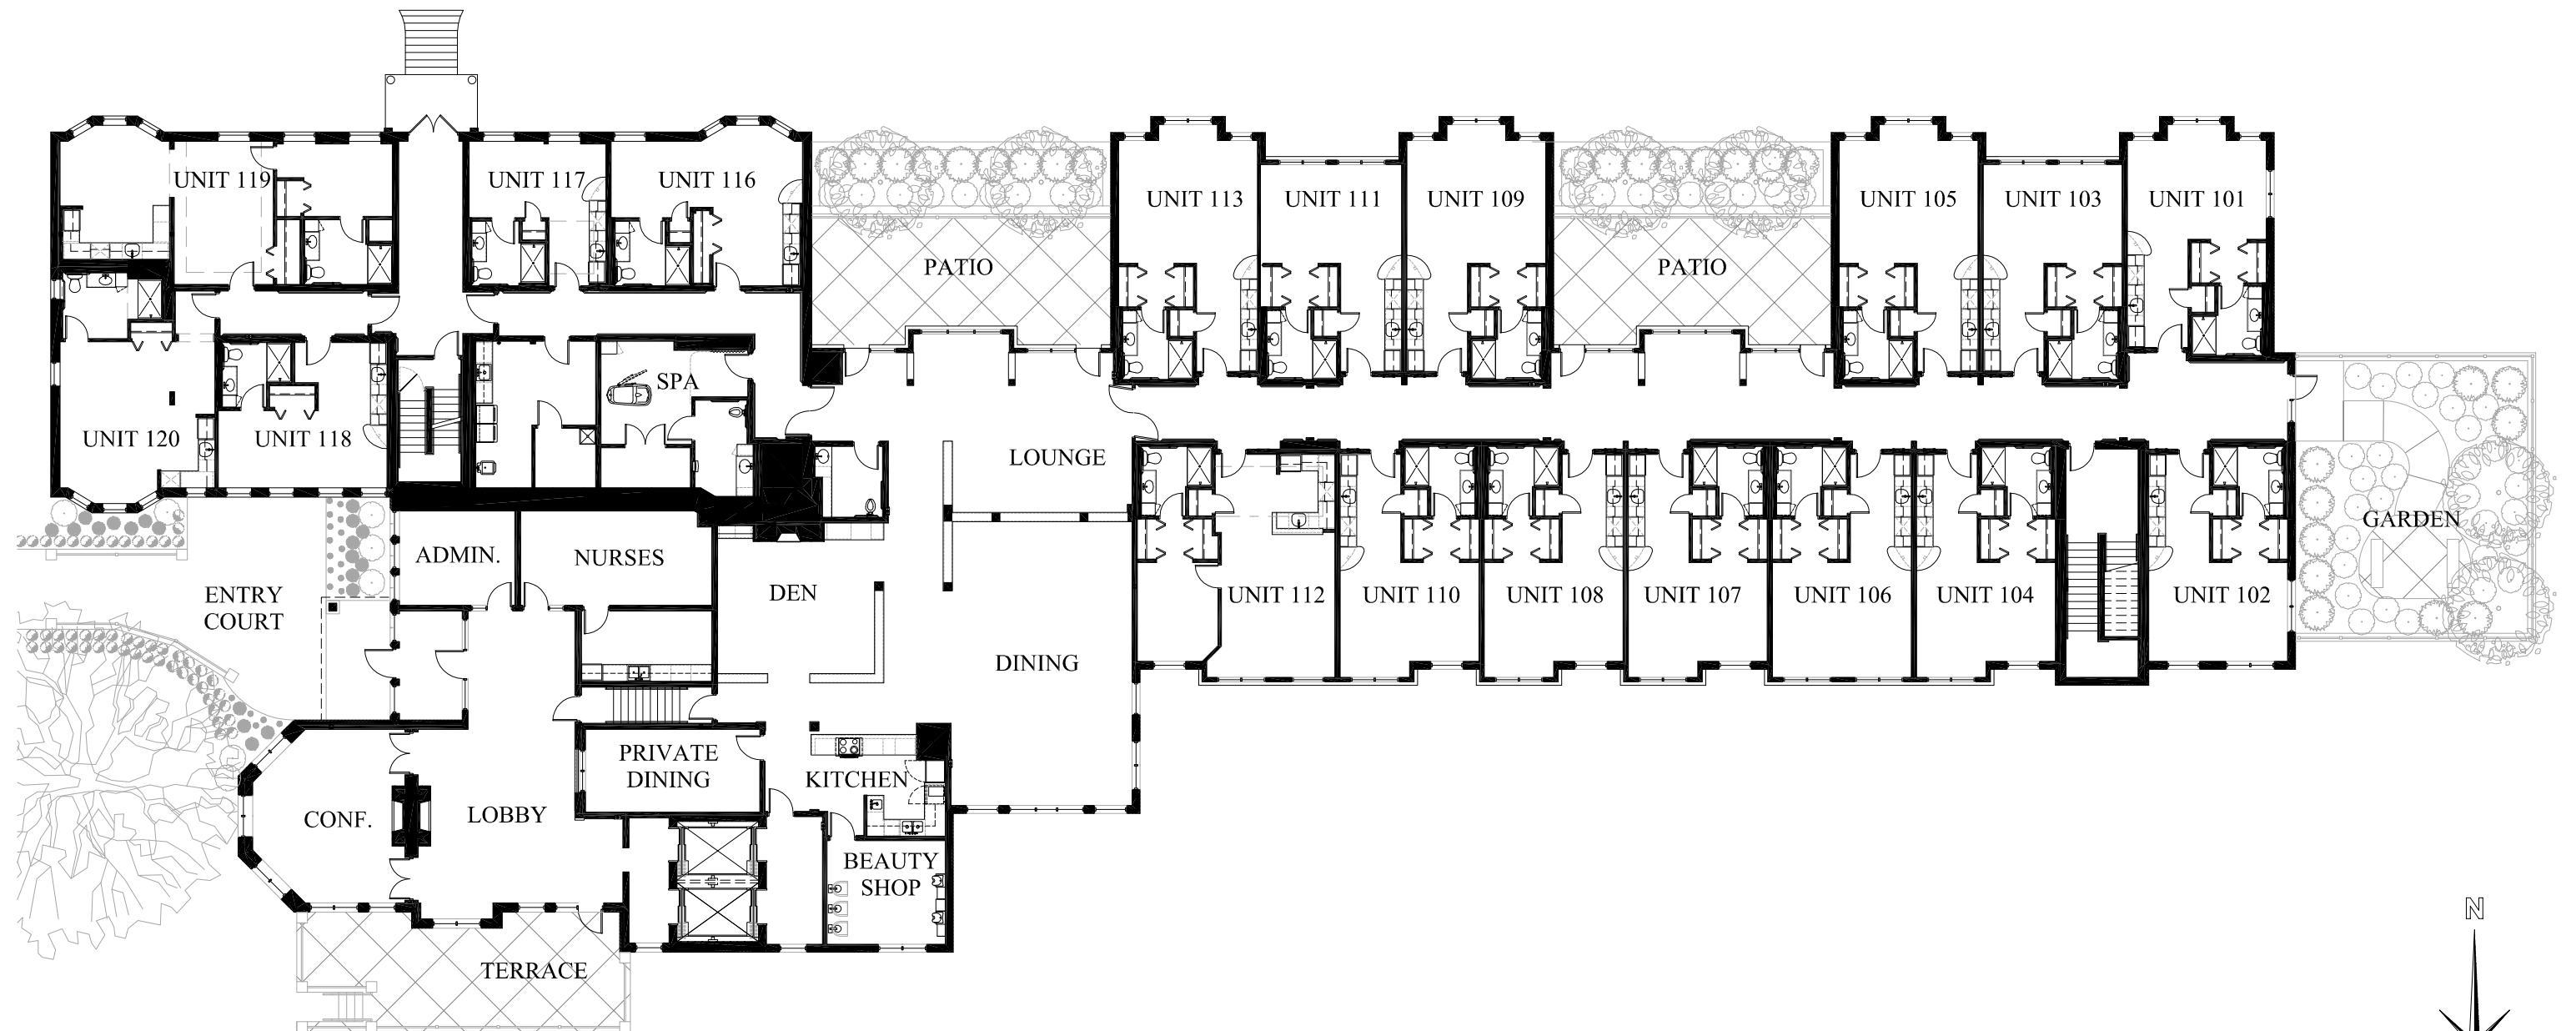 UNIT 119
UNIT 117
UNIT 116
UNIT 113
UNIT 111
UNIT 109
UNIT 105
UNIT 103
UNIT 101
PATIO
PATIO
SPA
UNIT 120
UNIT 118
LOUNGE
GARDEN
ADMIN.
NURSES
DEN
ENTRY
COURT
UNIT 112
UNIT 110
UNIT 108
UNIT 107
UNIT 106
UNIT 104
UNIT 102
DINING
PRIVATE
DINING
KITCHEN
CONF.
LOBBY
BEAUTY
SHOP
N
TERRACE